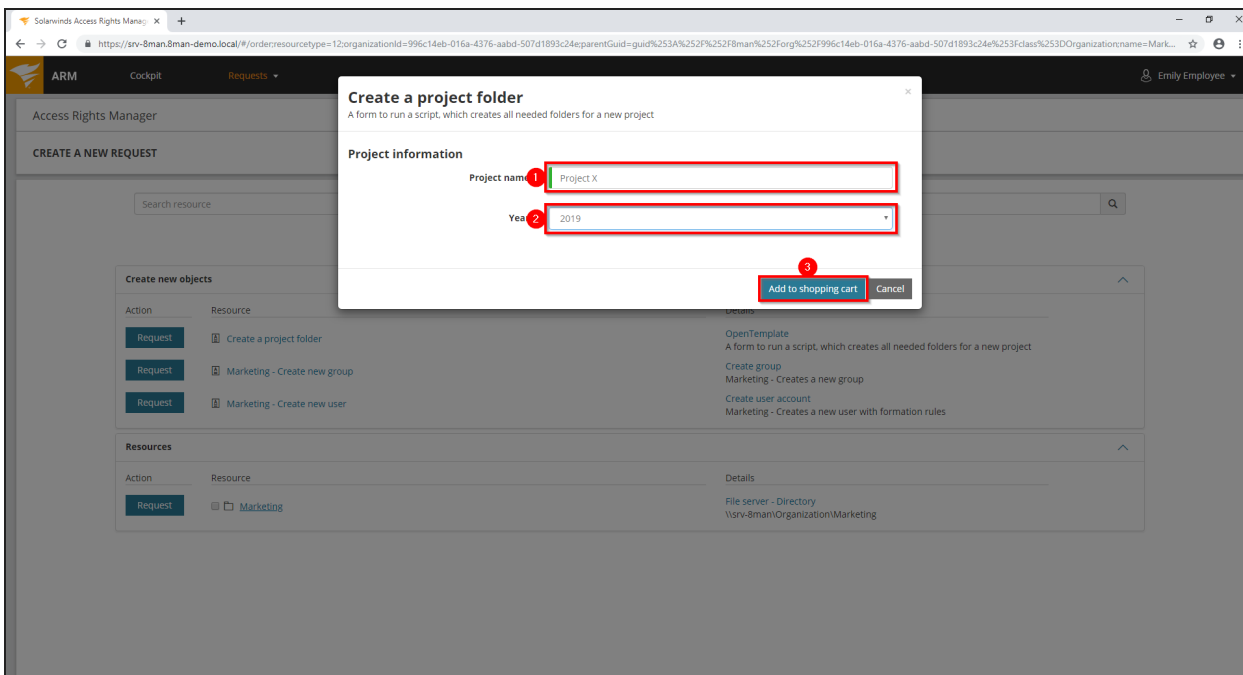 Solarwinds Access Rights Manag
https://srv-8man.8man-demo.local/#/order;resourcetype=12;organizationId=996c14eb-016a-4376-aabd-507d1893c24e;parentGuid=guid%253A%252F%252F8man%252Forg%252F996c14eb-016a-4376-aabd-507d1893c24e%253Fclass%253DOrganization;name=Mark...
ARM Cockpit Requests Emily Employee
Create a project folder
A form to run a script, which creates all needed folders for a new project
Access Rights Manager
CREATE A NEW REQUEST
Project information
Project name 1 Project X
Search resource
Year 2 2019
3
Add to shopping cart Cancel
Create new objects
Action Resource Details
Request Create a project folder OpenTemplate
A form to run a script, which creates all needed folders for a new project
Request Marketing - Create new group Create group
Marketing - Creates a new group
Request Marketing - Create new user Create user account
Marketing - Creates a new user with formation rules
Resources
Action Resource Details
Request Marketing File server - Directory
\\srv-8man\Organization\Marketing